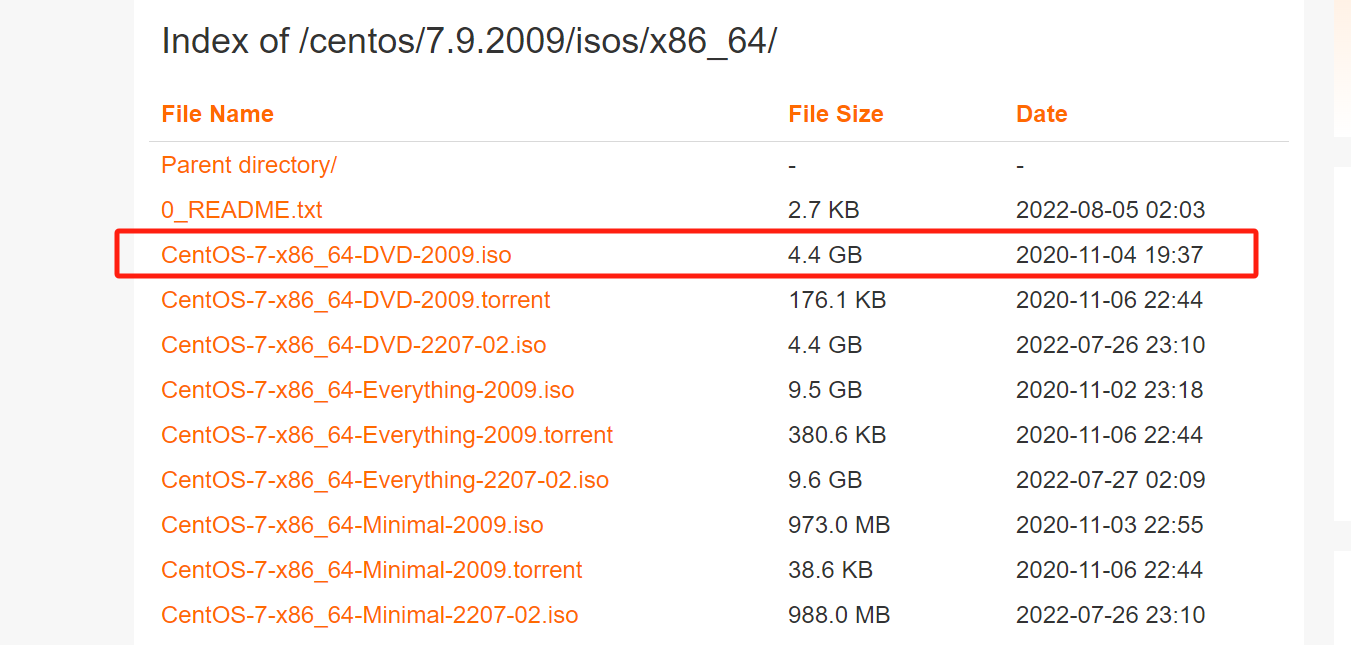 Index of /centos/7.9.2009/isos/x86_64/
File Name File Size Date
Parent directory/ - -
0_README.txt 2.7 KB 2022-08-05 02:03
CentOS-7-x86_64-DVD-2009.iso 4.4 GB 2020-11-04 19:37
CentOS-7-x86_64-DVD-2009.torrent 176.1 KB 2020-11-06 22:44
CentOS-7-x86_64-DVD-2207-02.iso 4.4 GB 2022-07-26 23:10
CentOS-7-x86_64-Everything-2009.iso 9.5 GB 2020-11-02 23:18
CentOS-7-x86_64-Everything-2009.torrent 380.6 KB 2020-11-06 22:44
CentOS-7-x86_64-Everything-2207-02.iso 9.6 GB 2022-07-27 02:09
CentOS-7-x86_64-Minimal-2009.iso 973.0 MB 2020-11-03 22:55
CentOS-7-x86_64-Minimal-2009.torrent 38.6 KB 2020-11-06 22:44
CentOS-7-x86_64-Minimal-2207-02.iso 988.0 MB 2022-07-26 23:10